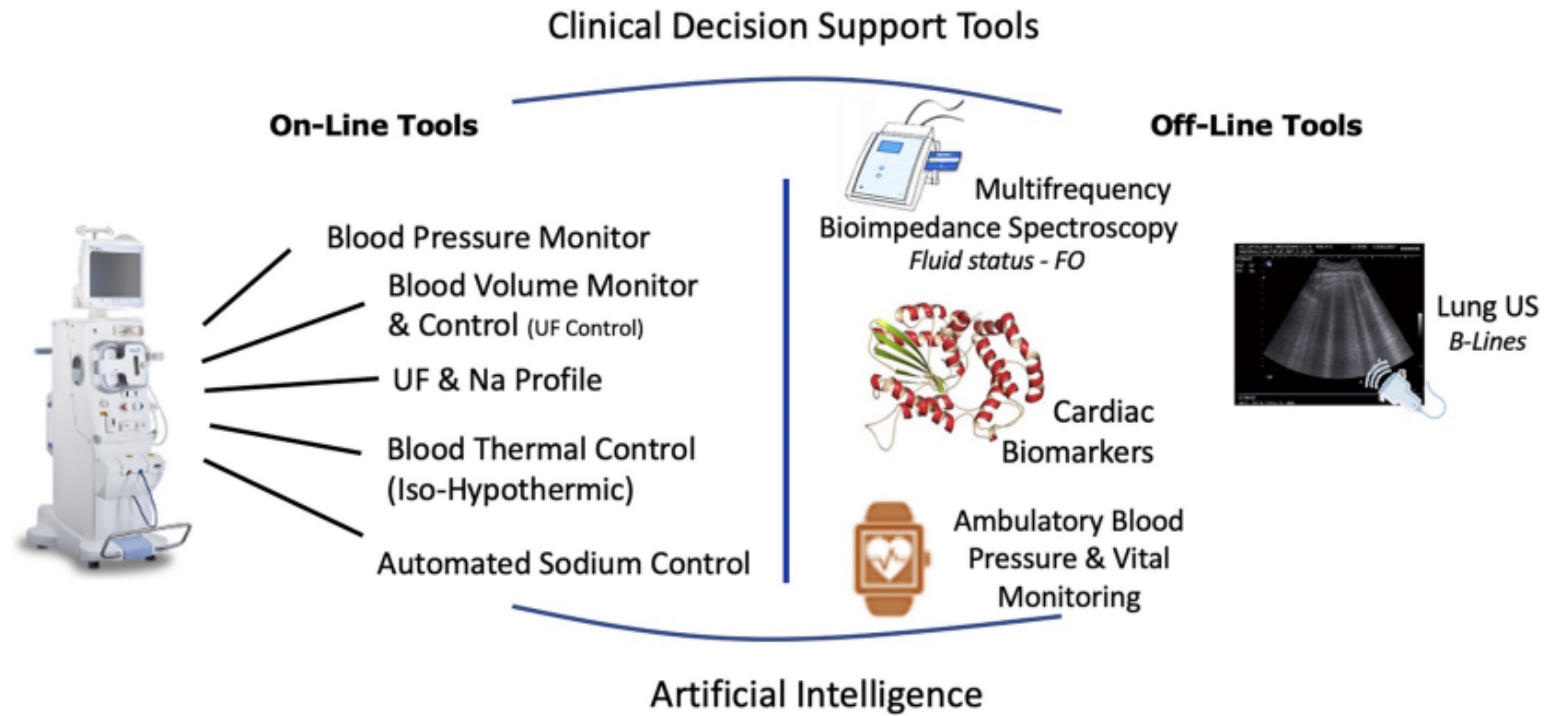 Clinical Decision Support Tools
On-Line Tools
Off-Line Tools
Blood Pressure Monitor
Blood Volume Monitor
& Control (UF Control)
UF & Na Profile
Blood Thermal Control
(Iso-Hypothermic)
Automated Sodium Control
Multifrequency
Bioimpedance Spectroscopy
Fluid status - FO
Cardiac
Biomarkers
Ambulatory Blood
Pressure & Vital
Monitoring
Lung US
B-Lines
Artificial Intelligence